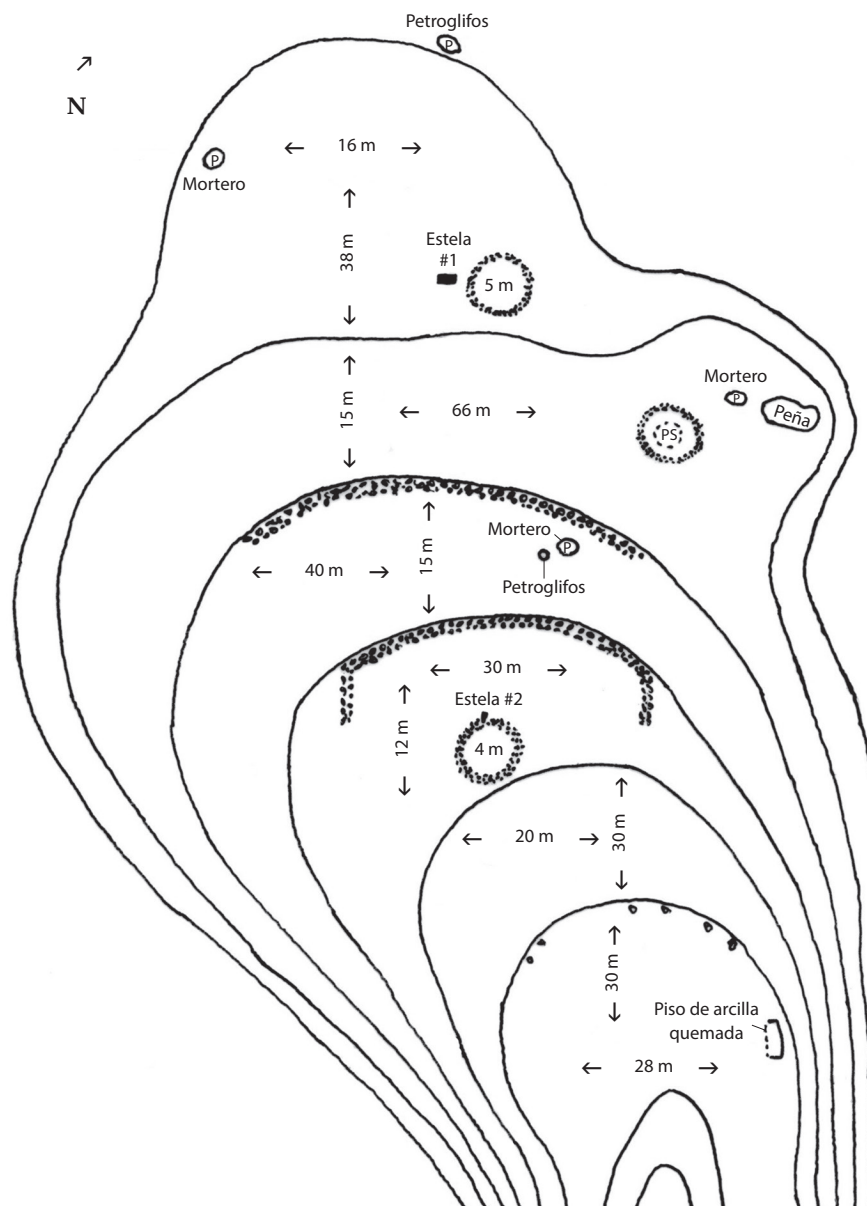 Petroglifos
P
N
P
Mortero
16 m
38 m
Estela
#1
5 m
15 m
66 m
Mortero
P
Peña
PS
Mortero
P
40 m
15 m
Petroglifos
30 m
Estela #2
12 m
4 m
20 m
30 m
30 m
Piso de arcilla
quemada
28 m